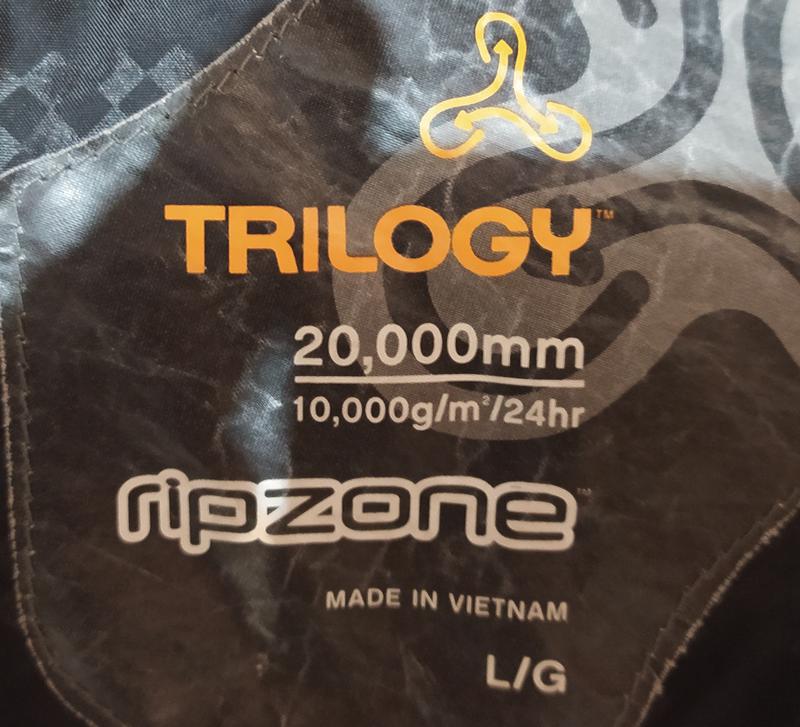 TRILOGY™
20,000mm
10,000g/m²/24hr
ripzone™
MADE IN VIETNAM
L/G